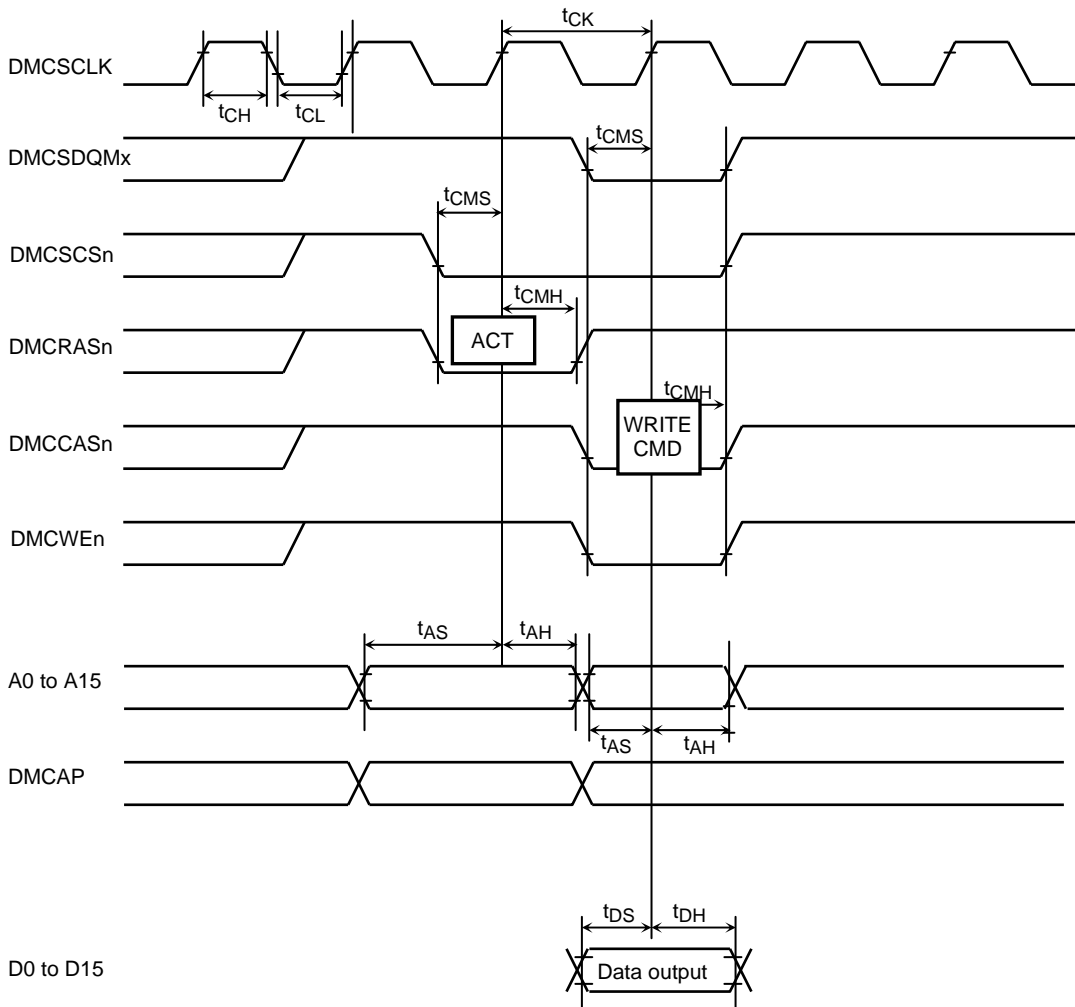 tCK
DMCSCLK
tCH
tCL
tCMS
DMCSDQMx
tCMS
DMCSCSn
tCMH
DMCRASn
ACT
tCMH
DMCCASn
WRITE
CMD
DMCWEn
tAS
tAH
A0 to A15
tAS
tAH
DMCAP
tDS
tDH
D0 to D15
Data output